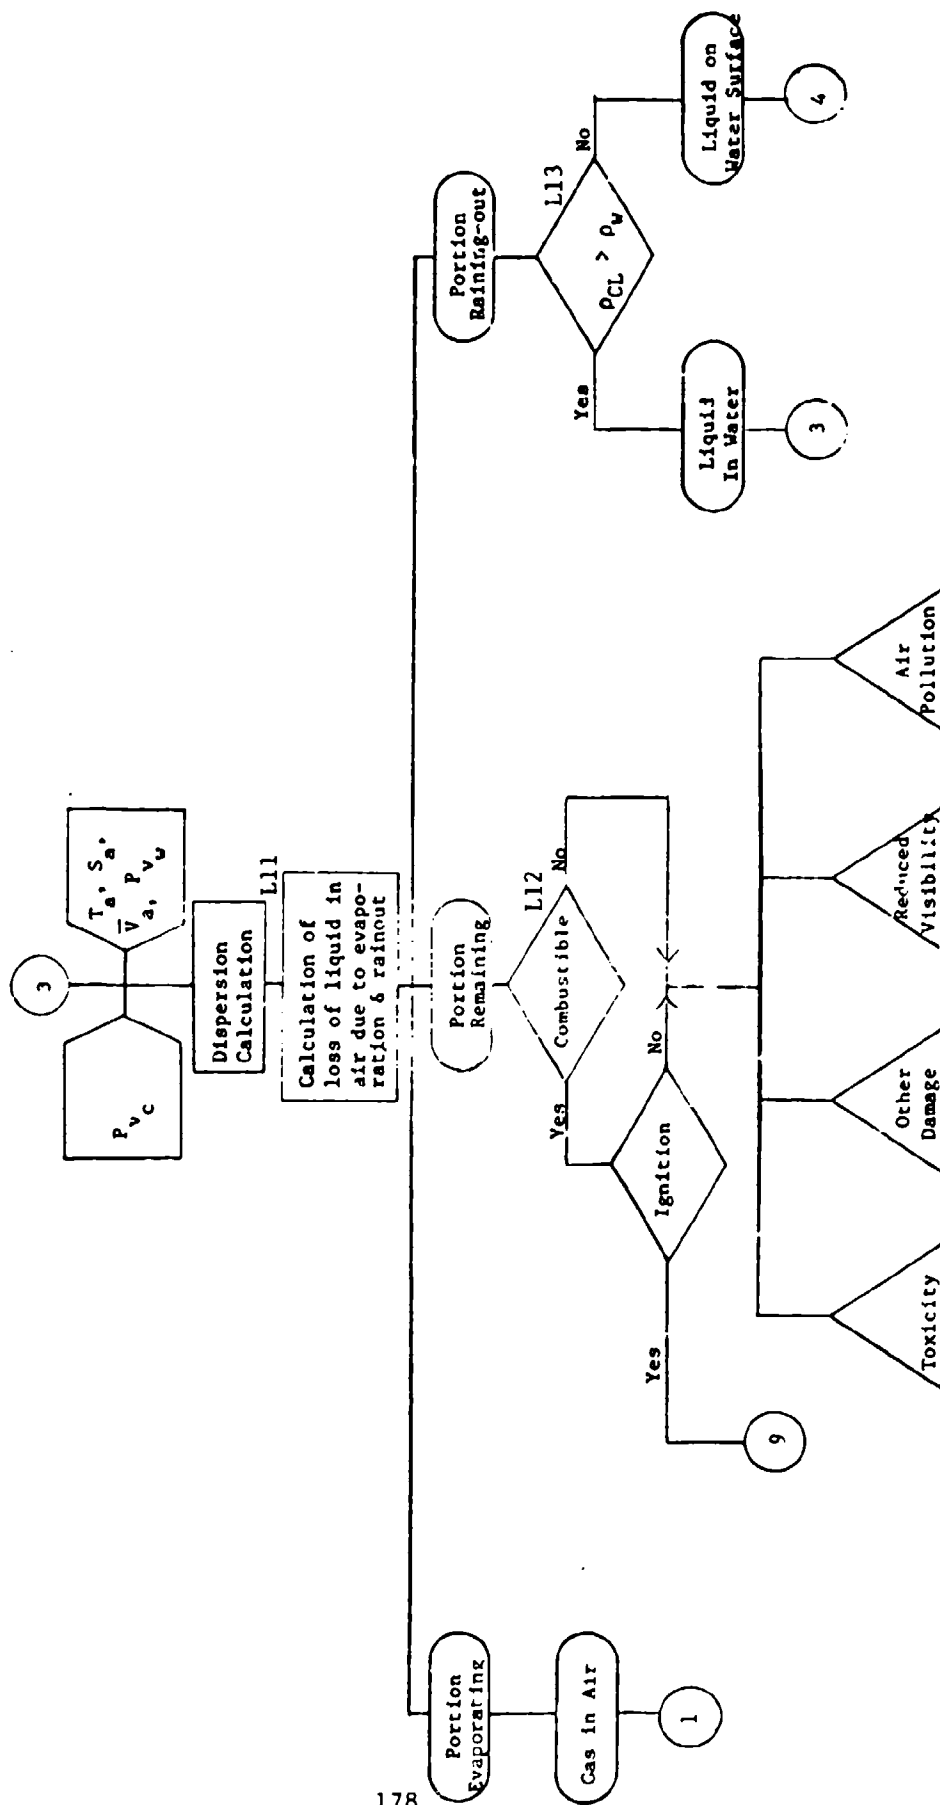 3
P_vc
T_a, S_a,
V̄_a, P_vw
Dispersion
Calculation
L11
Calculation of
loss of liquid in
air due to evapo-
ration & rainout
Portion
Evaporating
Gas in Air
1
Portion
Remaining
L12
Combustible
Yes
No
Ignition
Yes
No
9
Toxicity
Other
Damage
Reduced
Visibility
Air
Pollution
Portion
Raining-out
L13
ρ_CL > ρ_w
Yes
No
Liquid
In Water
3
Liquid on
Water Surface
4
178